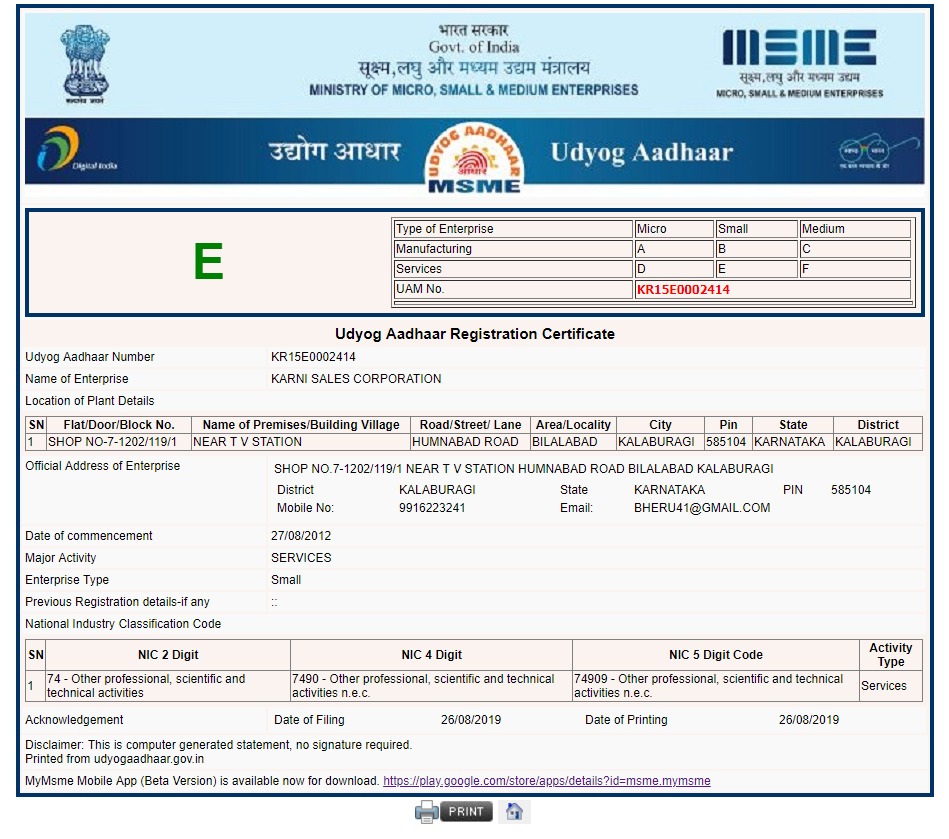 भारत सरकार
Govt. of India
सूक्ष्म,लघु और मध्यम उद्यम मंत्रालय
MINISTRY OF MICRO, SMALL & MEDIUM ENTERPRISES
सत्यमेव जयते
MSME
सूक्ष्म,लघु और मध्यम उद्यम
MICRO, SMALL & MEDIUM ENTERPRISES
Digital India
उद्योग आधार
UDYOG AADHAAR
आधार
MSME
Udyog Aadhaar
E
Type of Enterprise Micro Small Medium
Manufacturing A B C
Services D E F
UAM No. KR15E0002414
Udyog Aadhaar Registration Certificate
Udyog Aadhaar Number KR15E0002414
Name of Enterprise KARNI SALES CORPORATION
Location of Plant Details
SN Flat/Door/Block No. Name of Premises/Building Village Road/Street/ Lane Area/Locality City Pin State District
1 SHOP NO-7-1202/119/1 NEAR T V STATION HUMNABAD ROAD BILALABAD KALABURAGI 585104 KARNATAKA KALABURAGI
Official Address of Enterprise SHOP NO.7-1202/119/1 NEAR T V STATION HUMNABAD ROAD BILALABAD KALABURAGI
District KALABURAGI State KARNATAKA PIN 585104
Mobile No: 9916223241 Email: BHERU41@GMAIL.COM
Date of commencement 27/08/2012
Major Activity SERVICES
Enterprise Type Small
Previous Registration details-if any ::
National Industry Classification Code
SN NIC 2 Digit NIC 4 Digit NIC 5 Digit Code Activity Type
1 74 - Other professional, scientific and technical activities 7490 - Other professional, scientific and technical activities n.e.c. 74909 - Other professional, scientific and technical activities n.e.c. Services
Acknowledgement Date of Filing 26/08/2019 Date of Printing 26/08/2019
Disclaimer: This is computer generated statement, no signature required.
Printed from udyogaadhaar.gov.in
MyMsme Mobile App (Beta Version) is available now for download. https://play.google.com/store/apps/details?id=msme.mymsme
PRINT